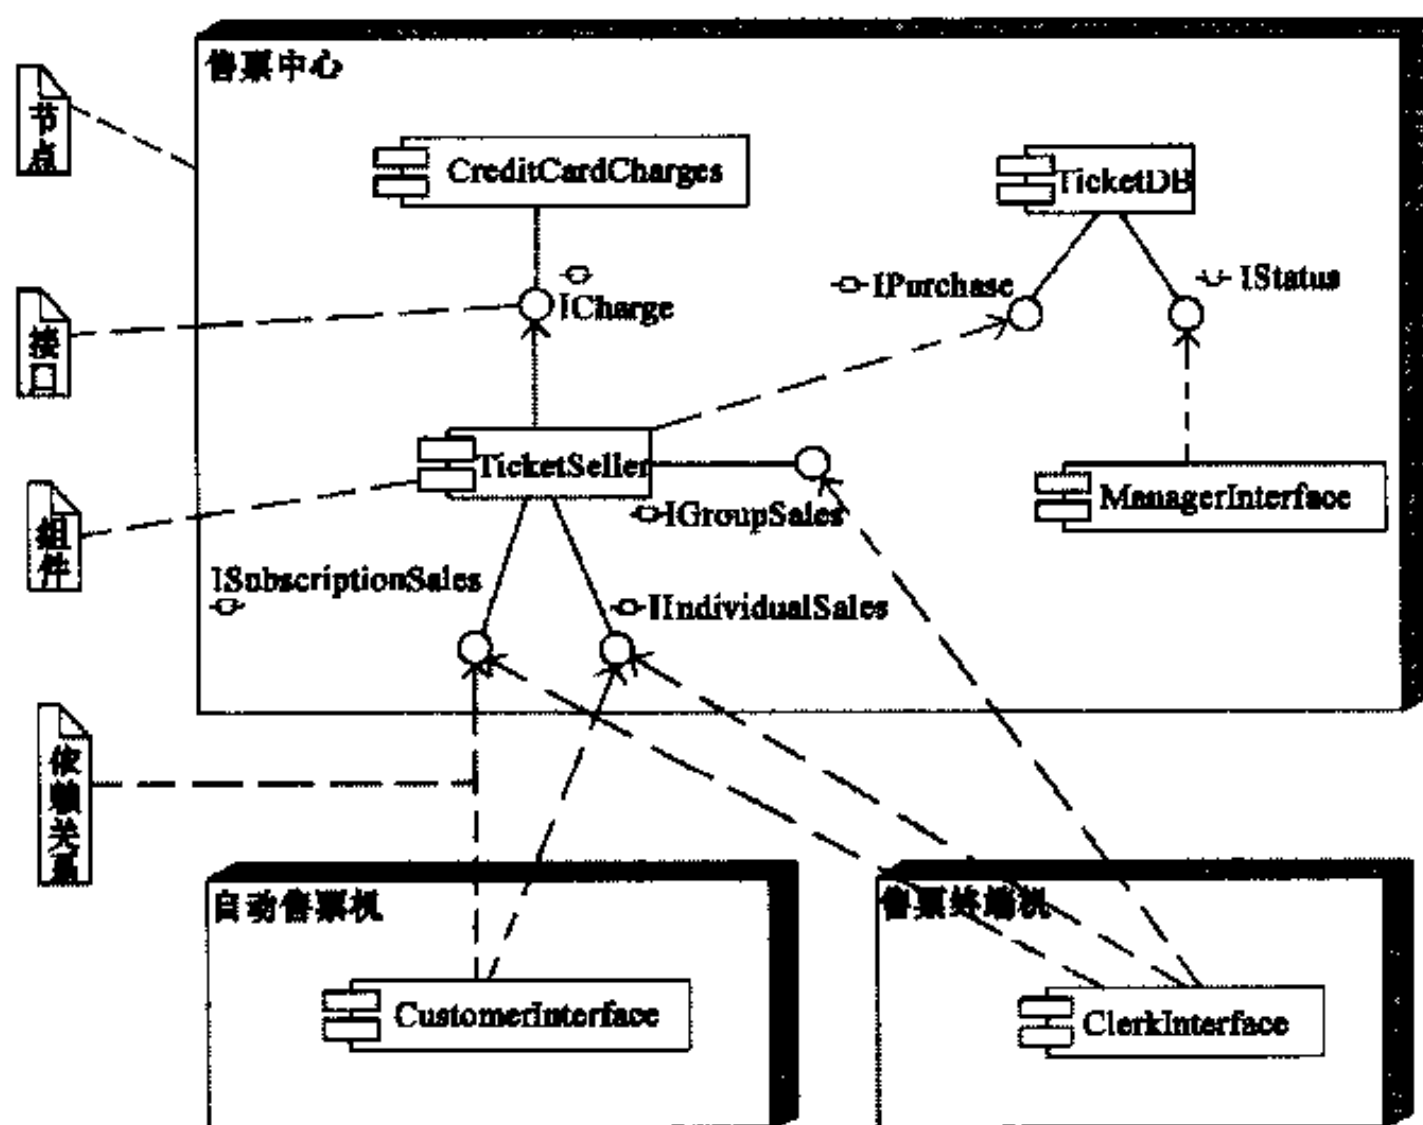 售票中心
节点
CreditCardCharges
TicketDB
ICharge
IPurchase
IStatus
接口
TicketSeller
IGroupSales
ManagerInterface
组件
ISubscriptionSales
IIndividualSales
依赖关系
自动售票机
售票终端机
CustomerInterface
ClerkInterface